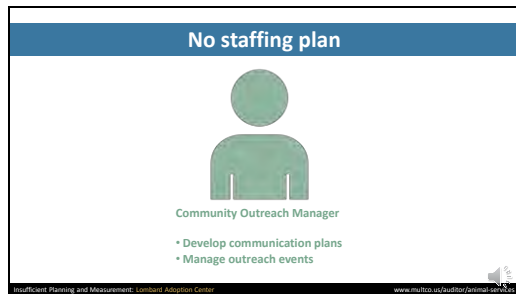 No staffing plan
Community Outreach Manager
• Develop communication plans
• Manage outreach events
Insufficient Planning and Measurement: Lombard Adoption Center
www.multco.us/auditor/animal-services